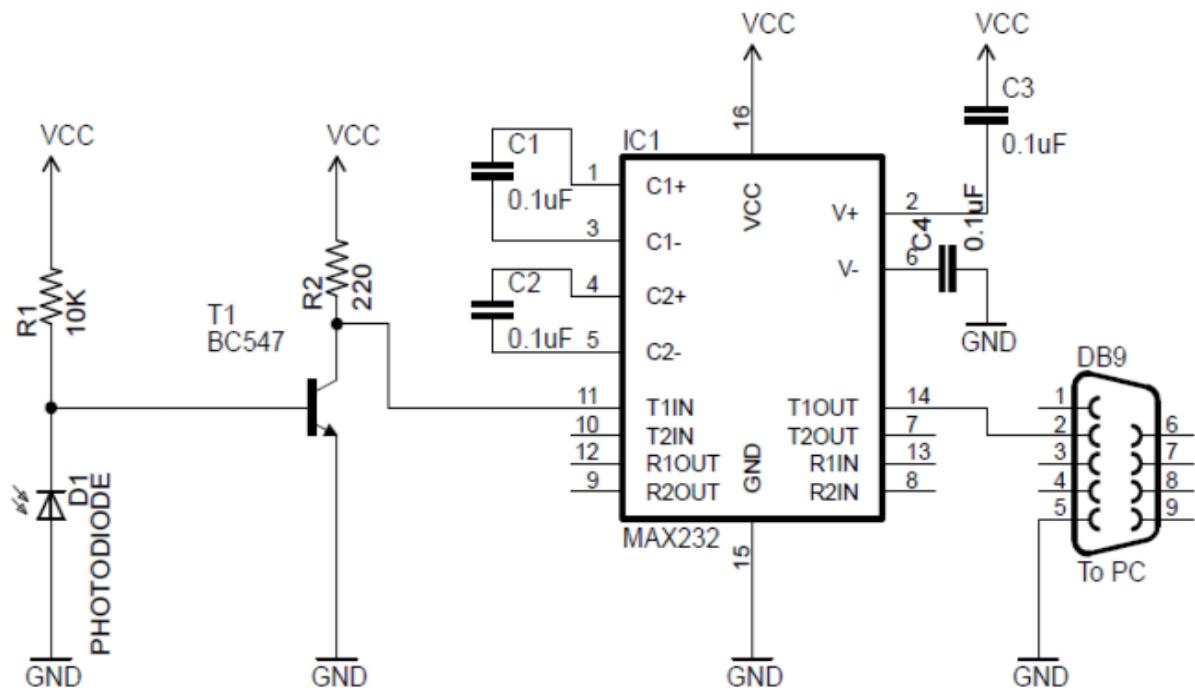 VCC
VCC
C3
0.1uF
VCC
VCC
16
IC1
C1
0.1uF
1
C1+
3
C1-
C2
0.1uF
4
C2+
5
C2-
VCC
V+
2
V-
6
C4
0.1uF
GND
R1
10K
R2
220
T1
BC547
11
T1IN
10
T2IN
12
R1OUT
9
R2OUT
GND
T1OUT
14
T2OUT
7
R1IN
13
R2IN
8
MAX232
15
DB9
1
2
3
4
5
6
7
8
9
To PC
D1
PHOTODIODE
GND
GND
GND
GND